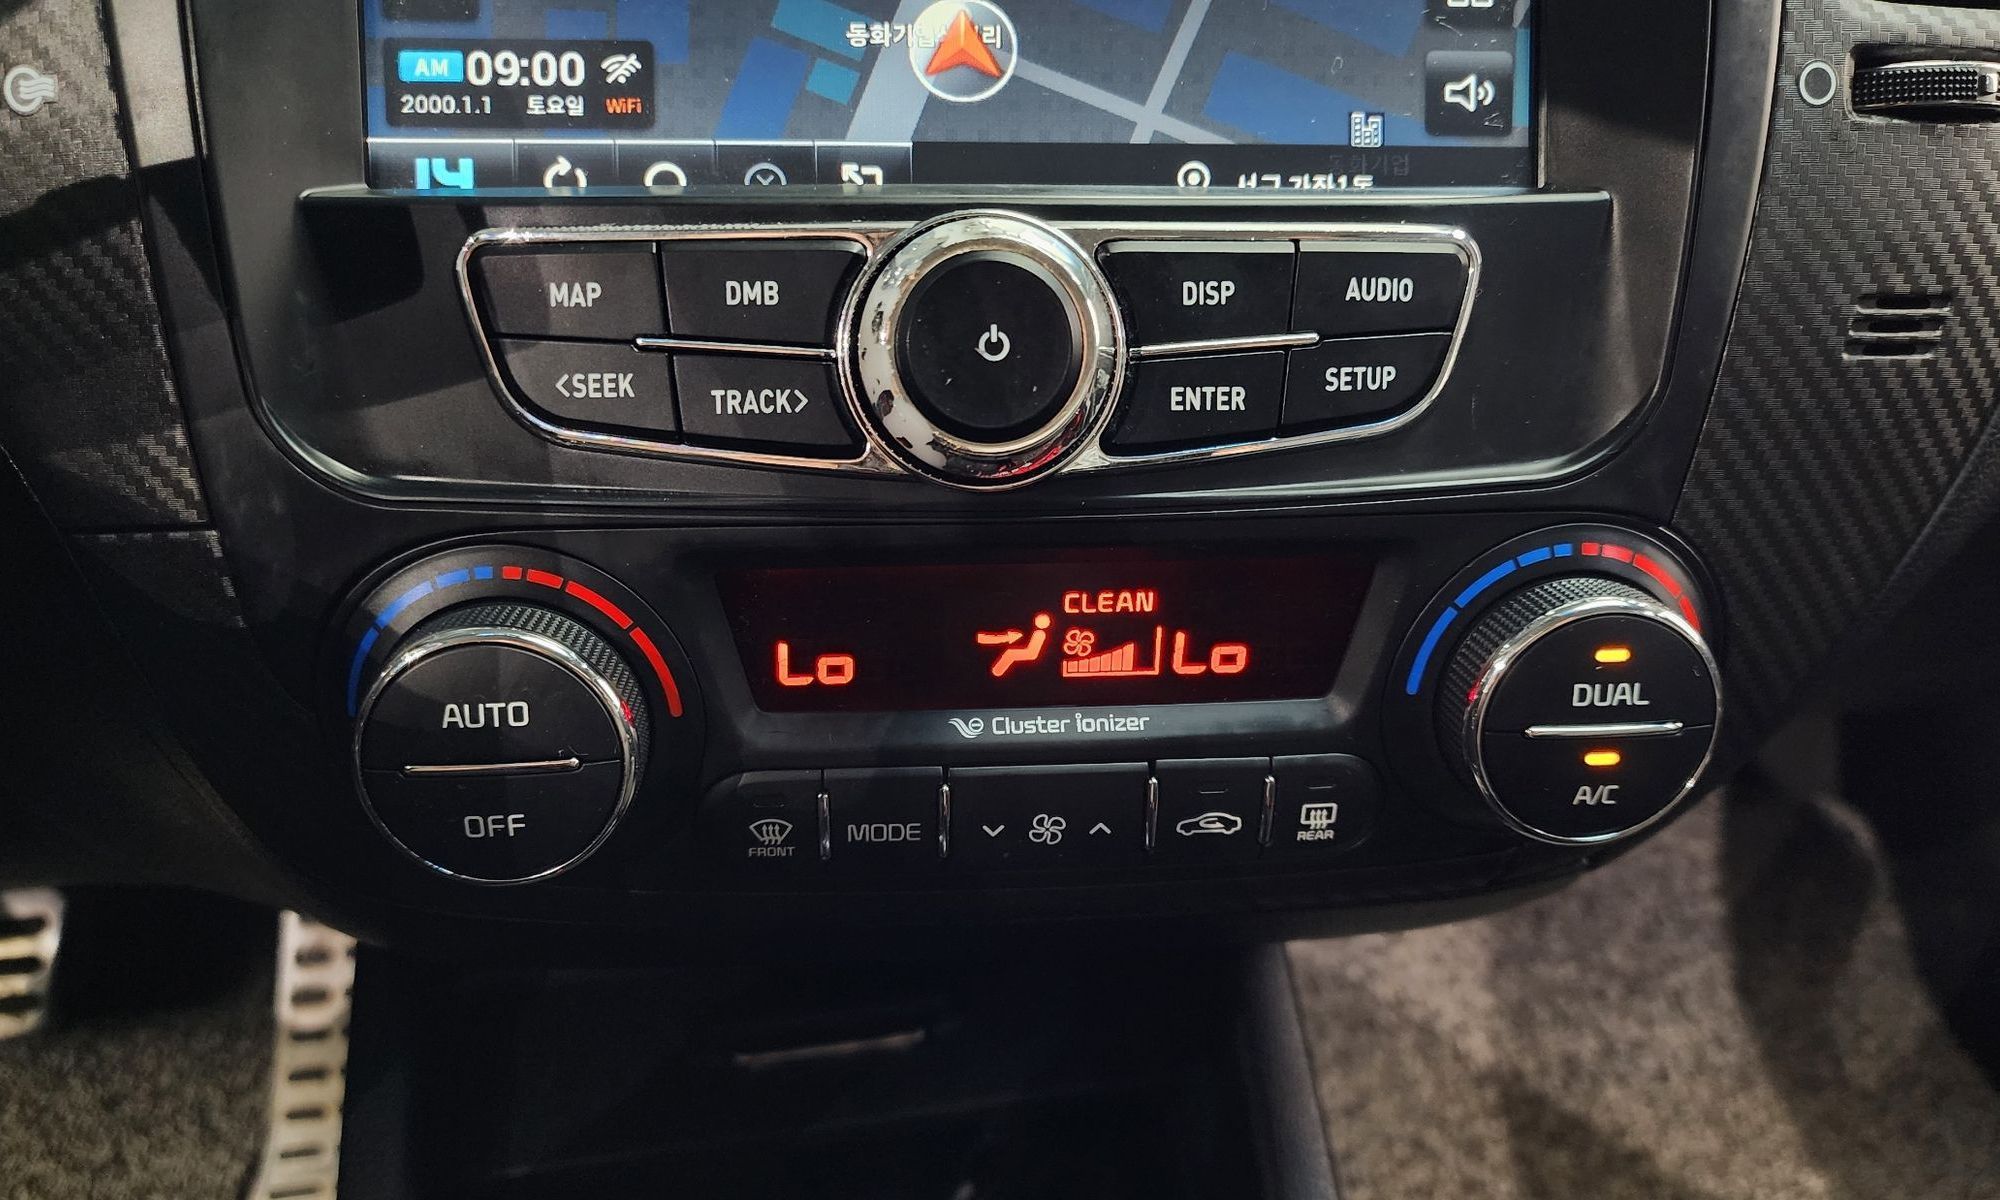 AM 09:00
2000.1.1 토요일 WiFi
14
MAP DMB DISP AUDIO
<SEEK TRACK> ENTER SETUP
CLEAN
Lo Lo
Cluster ionizer
AUTO
OFF
DUAL
A/C
FRONT MODE REAR